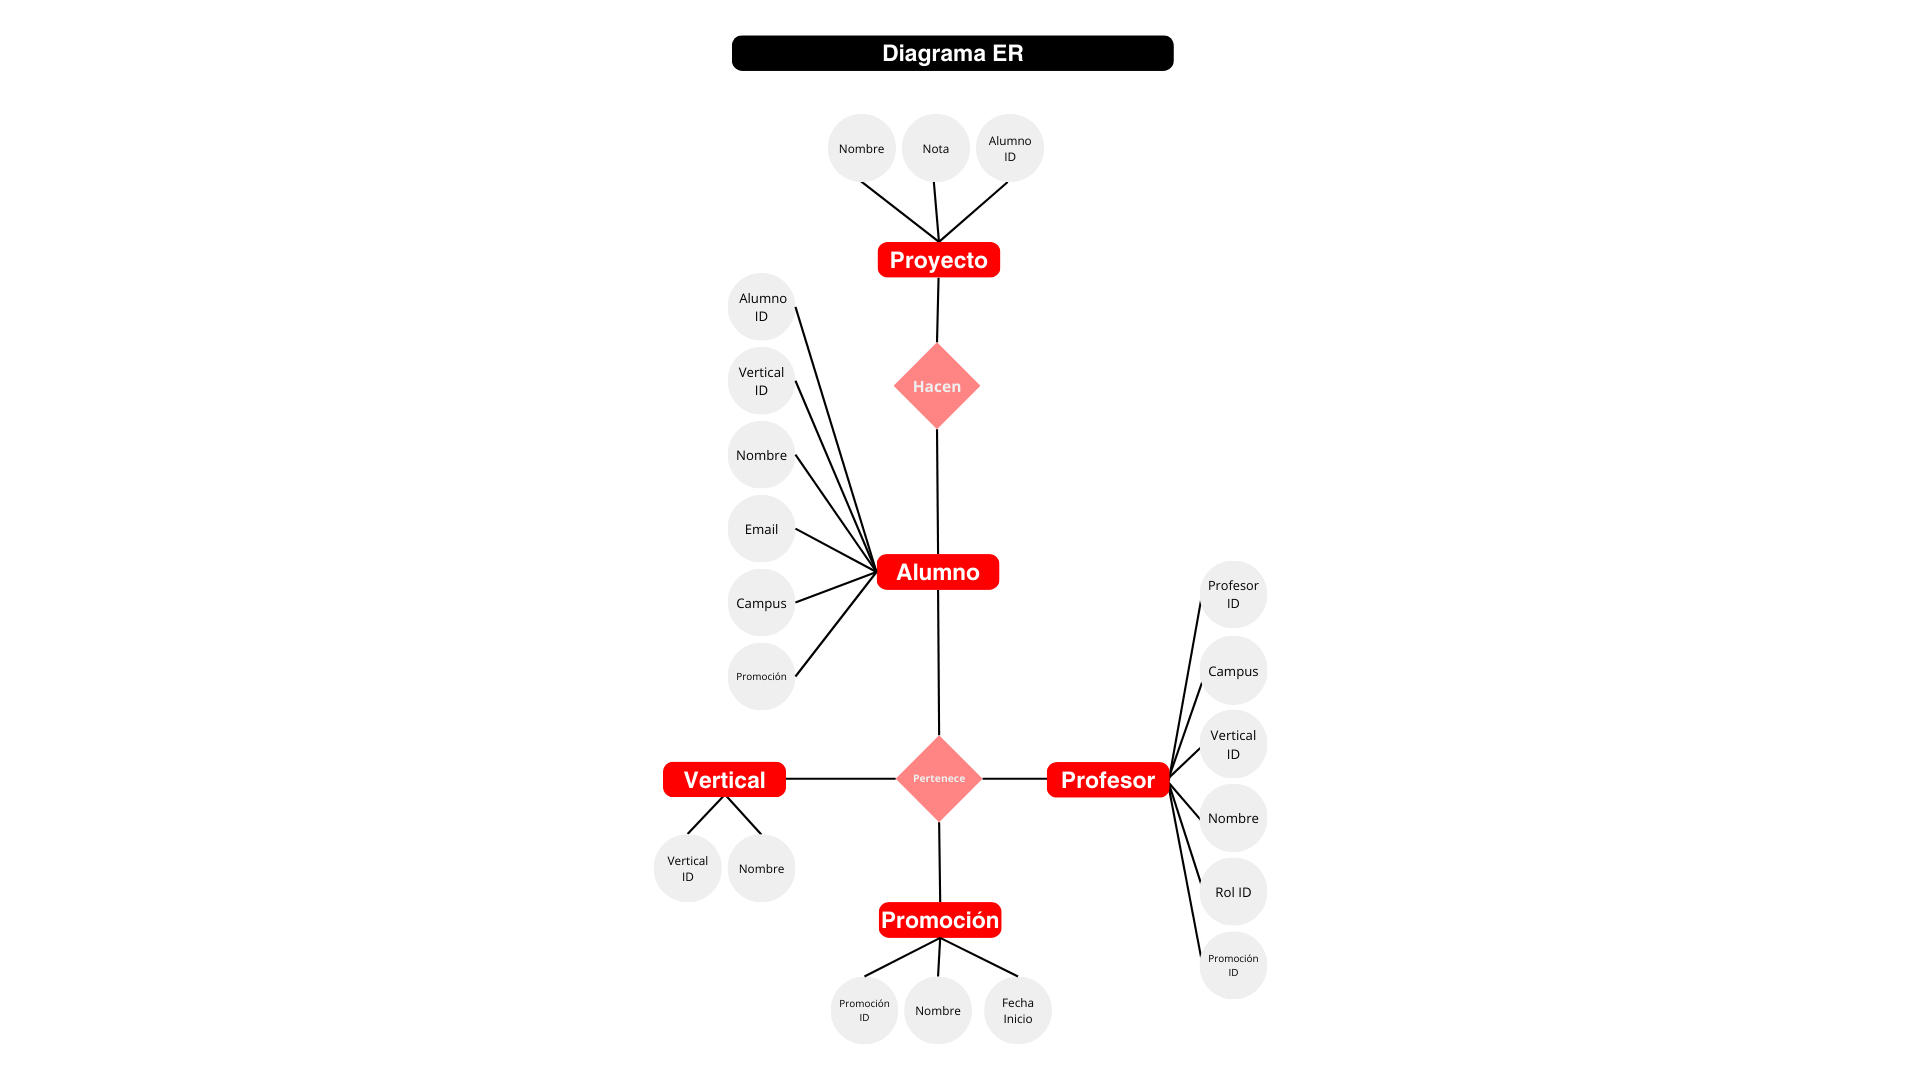 Diagrama ER
Nombre
Nota
Alumno
ID
Proyecto
Alumno
ID
Vertical
ID
Nombre
Email
Campus
Promoción
Hacen
Alumno
Profesor
ID
Campus
Vertical
ID
Nombre
Rol ID
Promoción
ID
Vertical
Pertenece
Profesor
Vertical
ID
Nombre
Promoción
Promoción
ID
Nombre
Fecha
Inicio